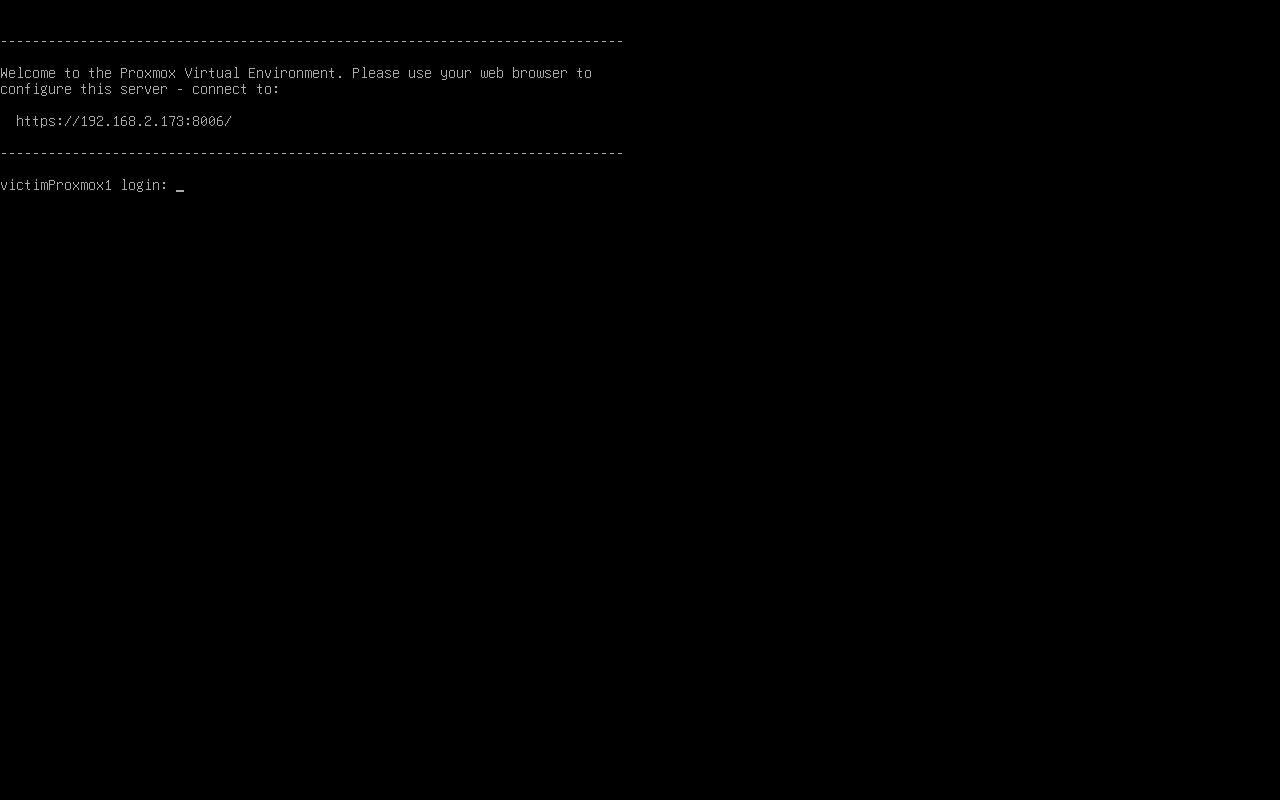 ------------------------------------------------------------------------------
Welcome to the Proxmox Virtual Environment. Please use your web browser to
configure this server - connect to:
https://192.168.2.173:8006/
------------------------------------------------------------------------------
victimProxmox1 login: _